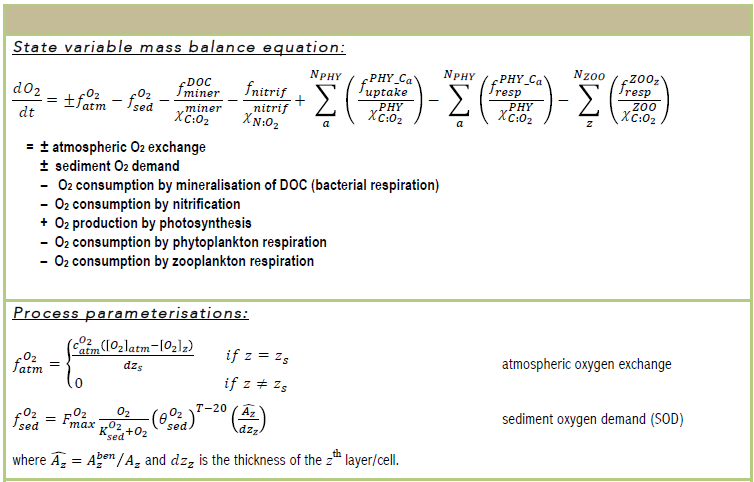 State variable mass balance equation:
dO₂/dt = ±f_atm^O₂ − f_sed^O₂ − f_miner^DOC/χ_C:O₂^miner − f_nitrif/χ_N:O₂^nitrif + ∑_a^N_PHY (f_uptake^PHY_Ca/χ_C:O₂^PHY) − ∑_a^N_PHY (f_resp^PHY_Ca/χ_C:O₂^PHY) − ∑_z^N_ZOO (f_resp^ZOO_z/χ_C:O₂^ZOO)
= ± atmospheric O₂ exchange
± sediment O₂ demand
− O₂ consumption by mineralisation of DOC (bacterial respiration)
− O₂ consumption by nitrification
+ O₂ production by photosynthesis
− O₂ consumption by phytoplankton respiration
− O₂ consumption by zooplankton respiration
Process parameterisations:
f_atm^O₂ = { c_atm^O₂([O₂]_atm−[O₂]_z)/dz_s if z = z_s
0 if z ≠ z_s
atmospheric oxygen exchange
f_sed^O₂ = F_max^O₂ O₂/(K_sed^O₂+O₂) (θ_sed^O₂)^T−20 (Â_z/dz_z) sediment oxygen demand (SOD)
where Â_z = A_z^ben/A_z and dz_z is the thickness of the z^th layer/cell.